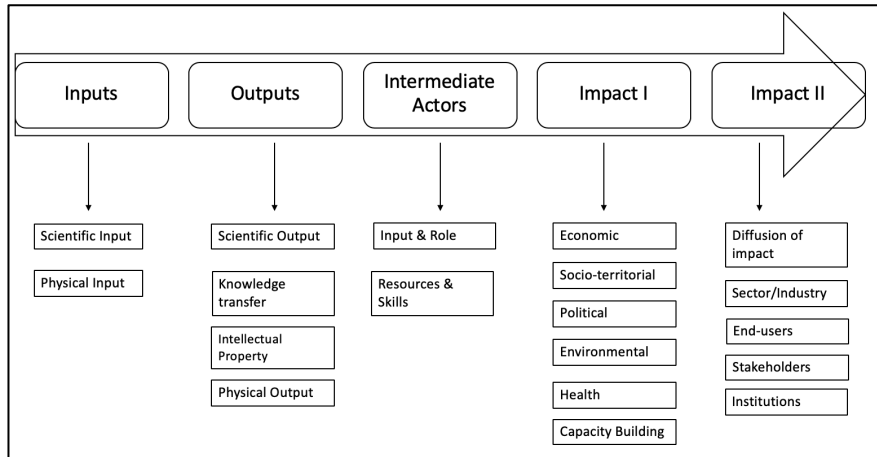 Inputs
Outputs
Intermediate
Actors
Impact I
Impact II
Scientific Input
Physical Input
Scientific Output
Knowledge
transfer
Intellectual
Property
Physical Output
Input & Role
Resources &
Skills
Economic
Socio-territorial
Political
Environmental
Health
Capacity Building
Diffusion of
impact
Sector/Industry
End-users
Stakeholders
Institutions